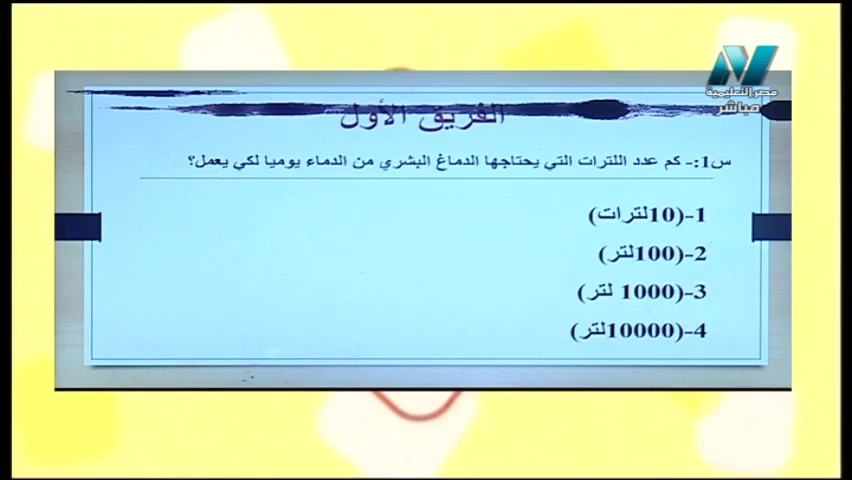 مصر التعليمية
مباشر
الفريق الأول
س1:- كم عدد اللترات التي يحتاجها الدماغ البشري من الدماء يوميا لكي يعمل؟
1-(10لترات)
2-(100لتر)
3-(1000 لتر)
4-(10000لتر)